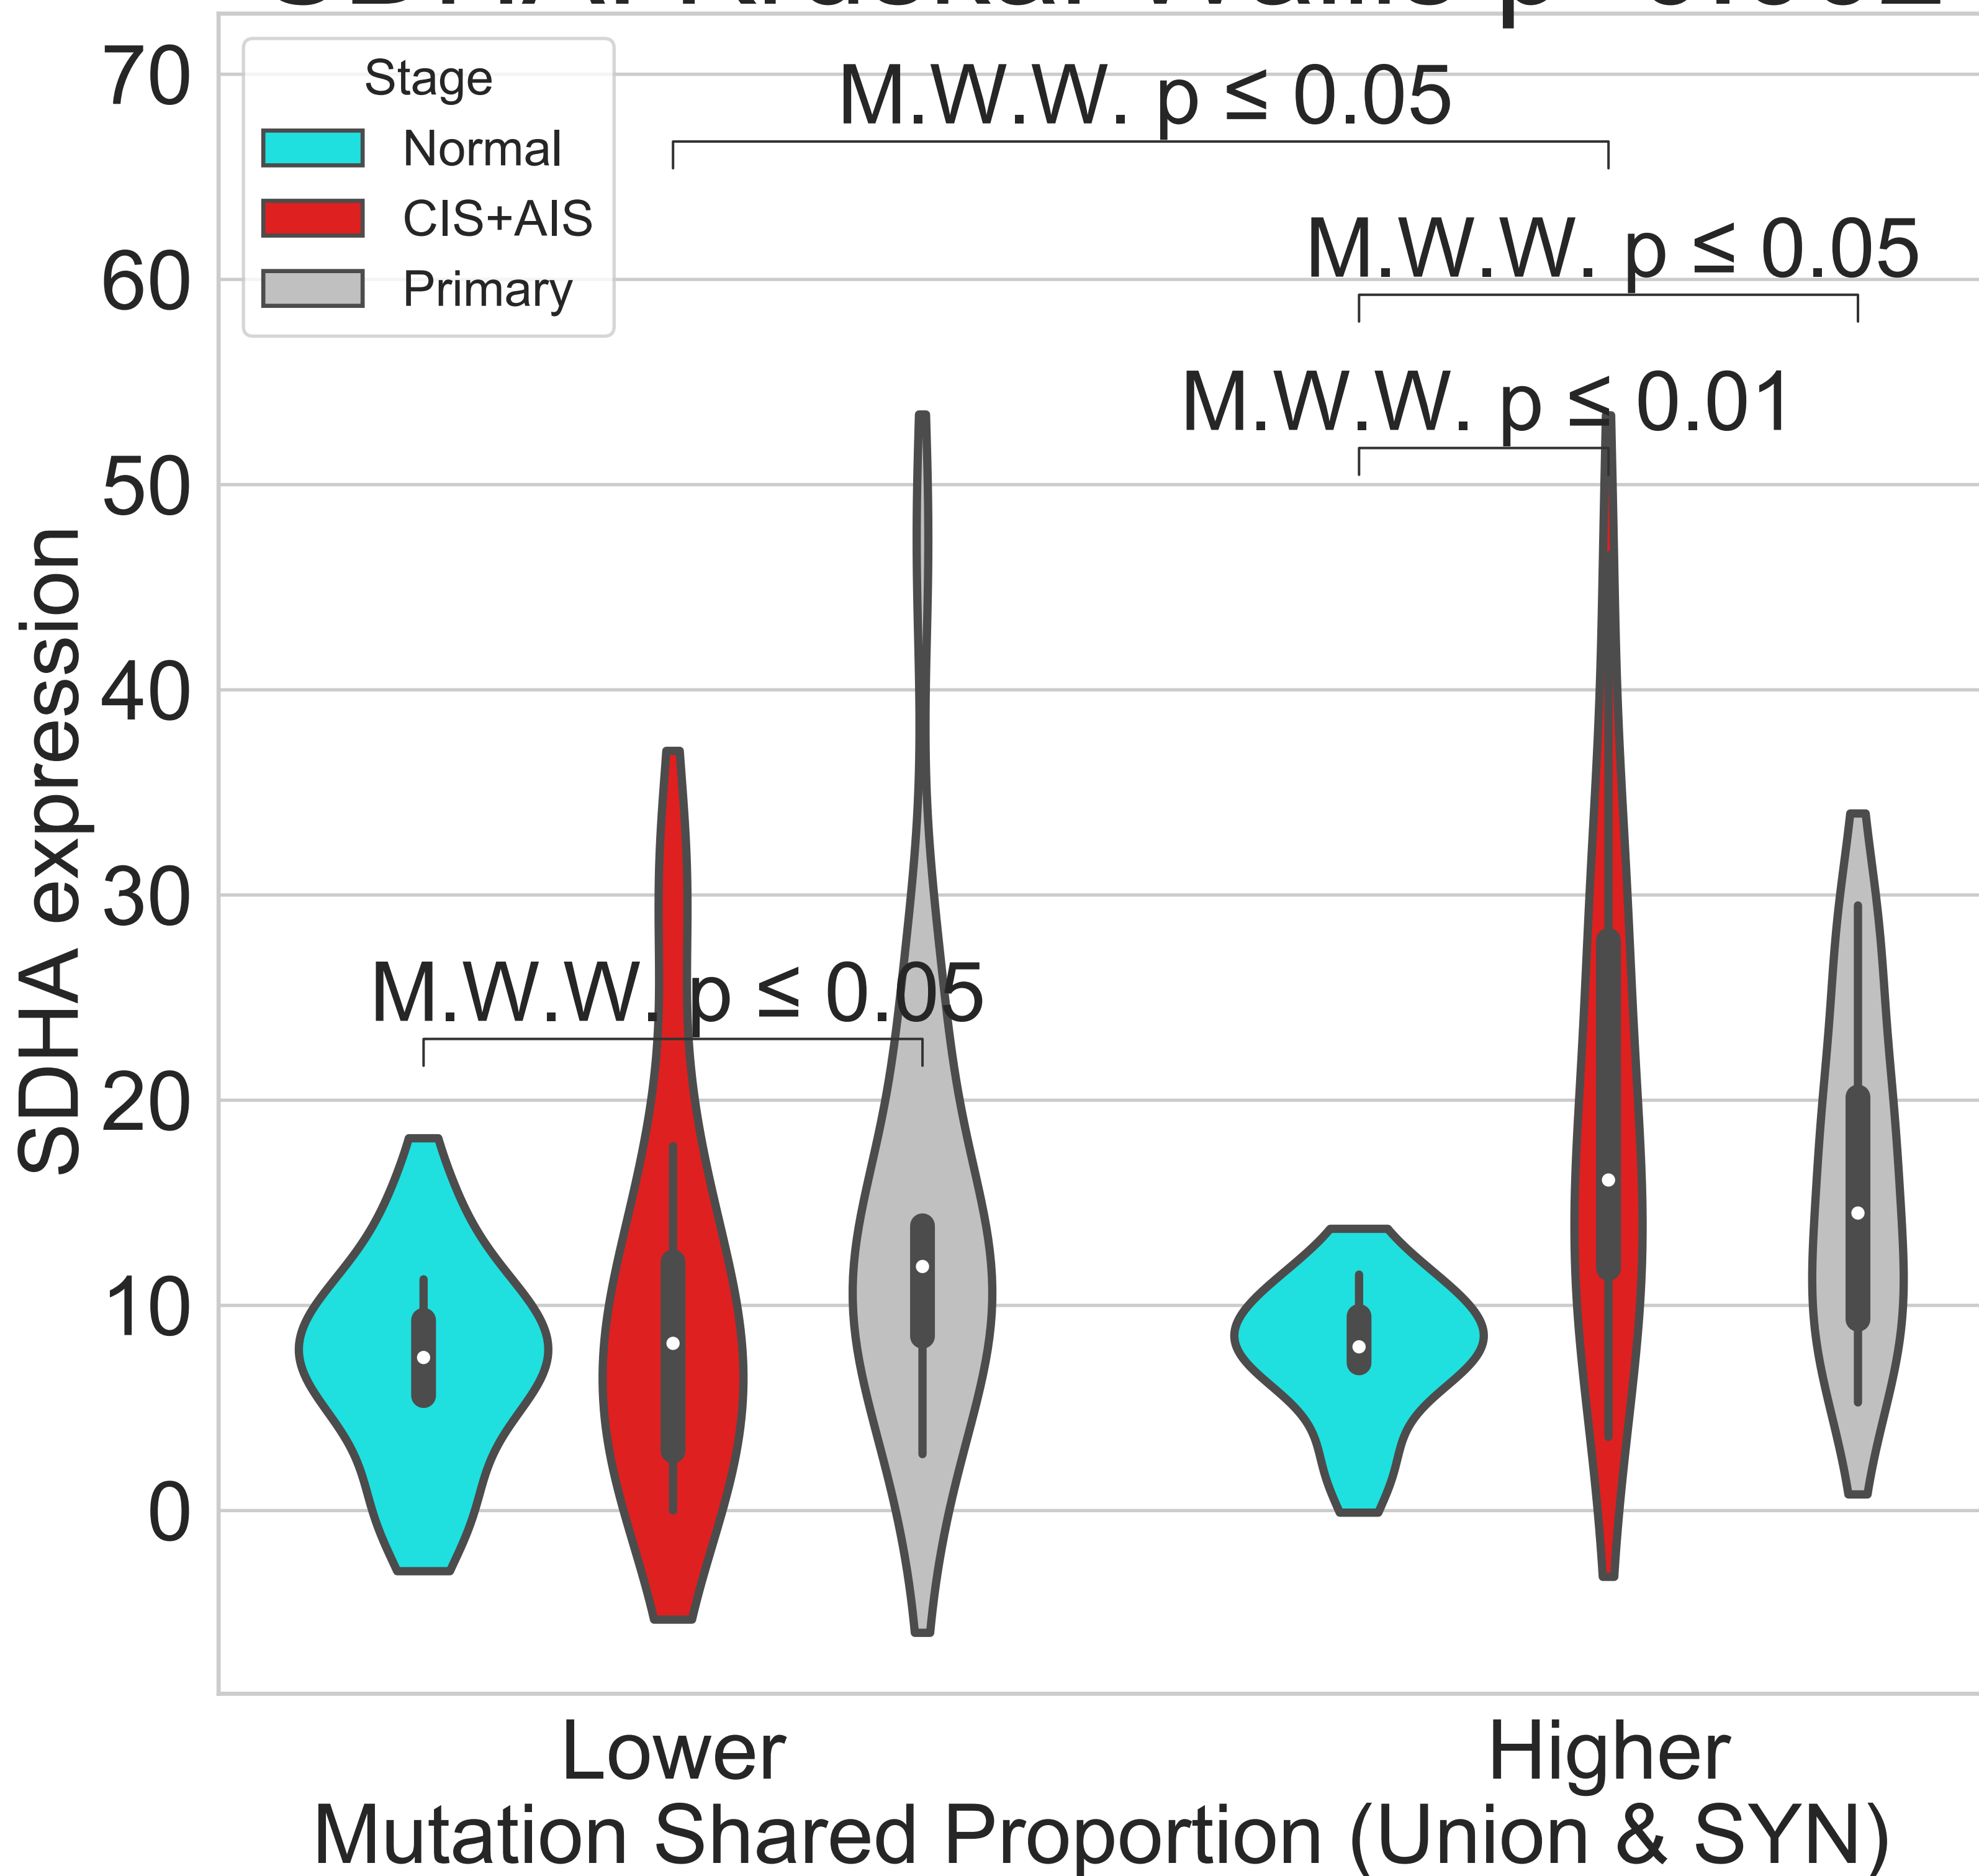 70
60
50
40
30
20
10
0
SDHA expression
Stage
Normal
CIS+AIS
Primary
M.W.W. p ≤ 0.05
M.W.W. p ≤ 0.05
M.W.W. p ≤ 0.01
M.W.W. p ≤ 0.05
Lower
Higher
Mutation Shared Proportion (Union & SYN)